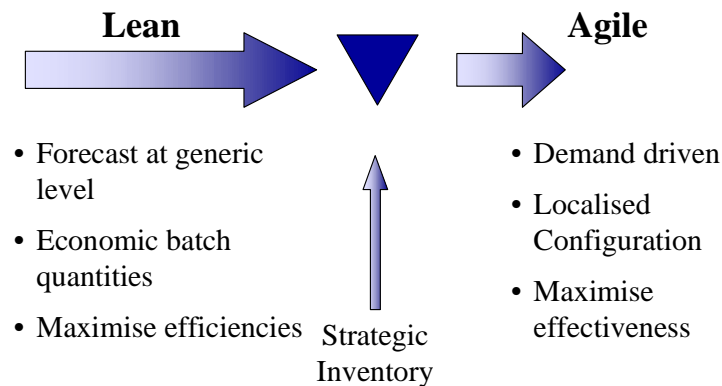 Lean
Agile
• Forecast at generic
level
• Economic batch
quantities
• Maximise efficiencies
Strategic
Inventory
• Demand driven
• Localised
Configuration
• Maximise
effectiveness